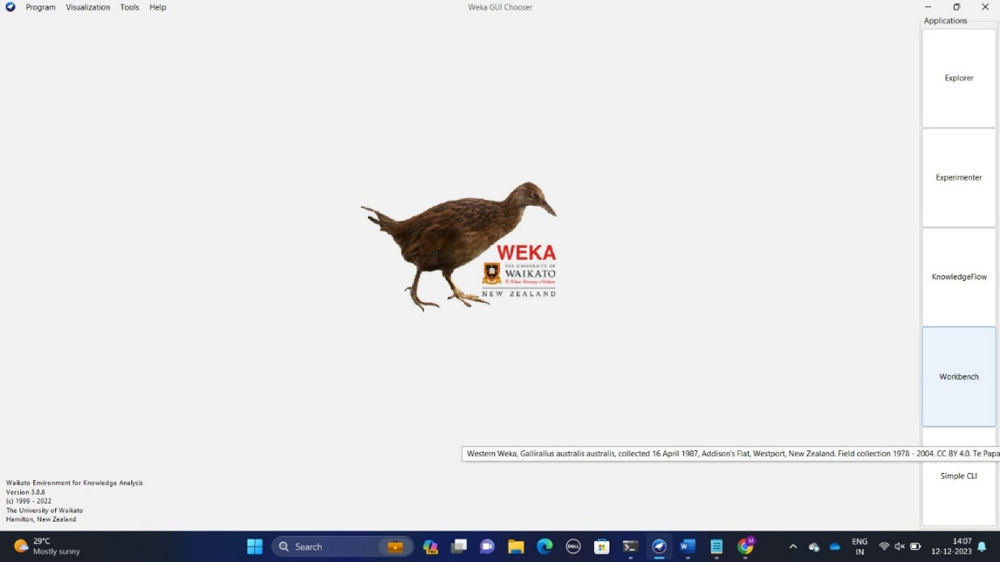 Program Visualization Tools Help
Weka GUI Chooser
Applications
Explorer
Experimenter
KnowledgeFlow
WEKA
THE UNIVERSITY OF
WAIKATO
Te Whare Wānanga o Waikato
NEW ZEALAND
Workbench
Western Weka, Gallirallus australis australis, collected 16 April 1987, Addison's Flat, Westport, New Zealand. Field collection 1978 - 2004. CC BY 4.0. Te Papa
Simple CLI
Waikato Environment for Knowledge Analysis
Version 3.8.6
(c) 1999 - 2022
The University of Waikato
Hamilton, New Zealand
29°C
Mostly sunny
Search
PRE
DELL
M
ENG
IN
14:07
12-12-2023